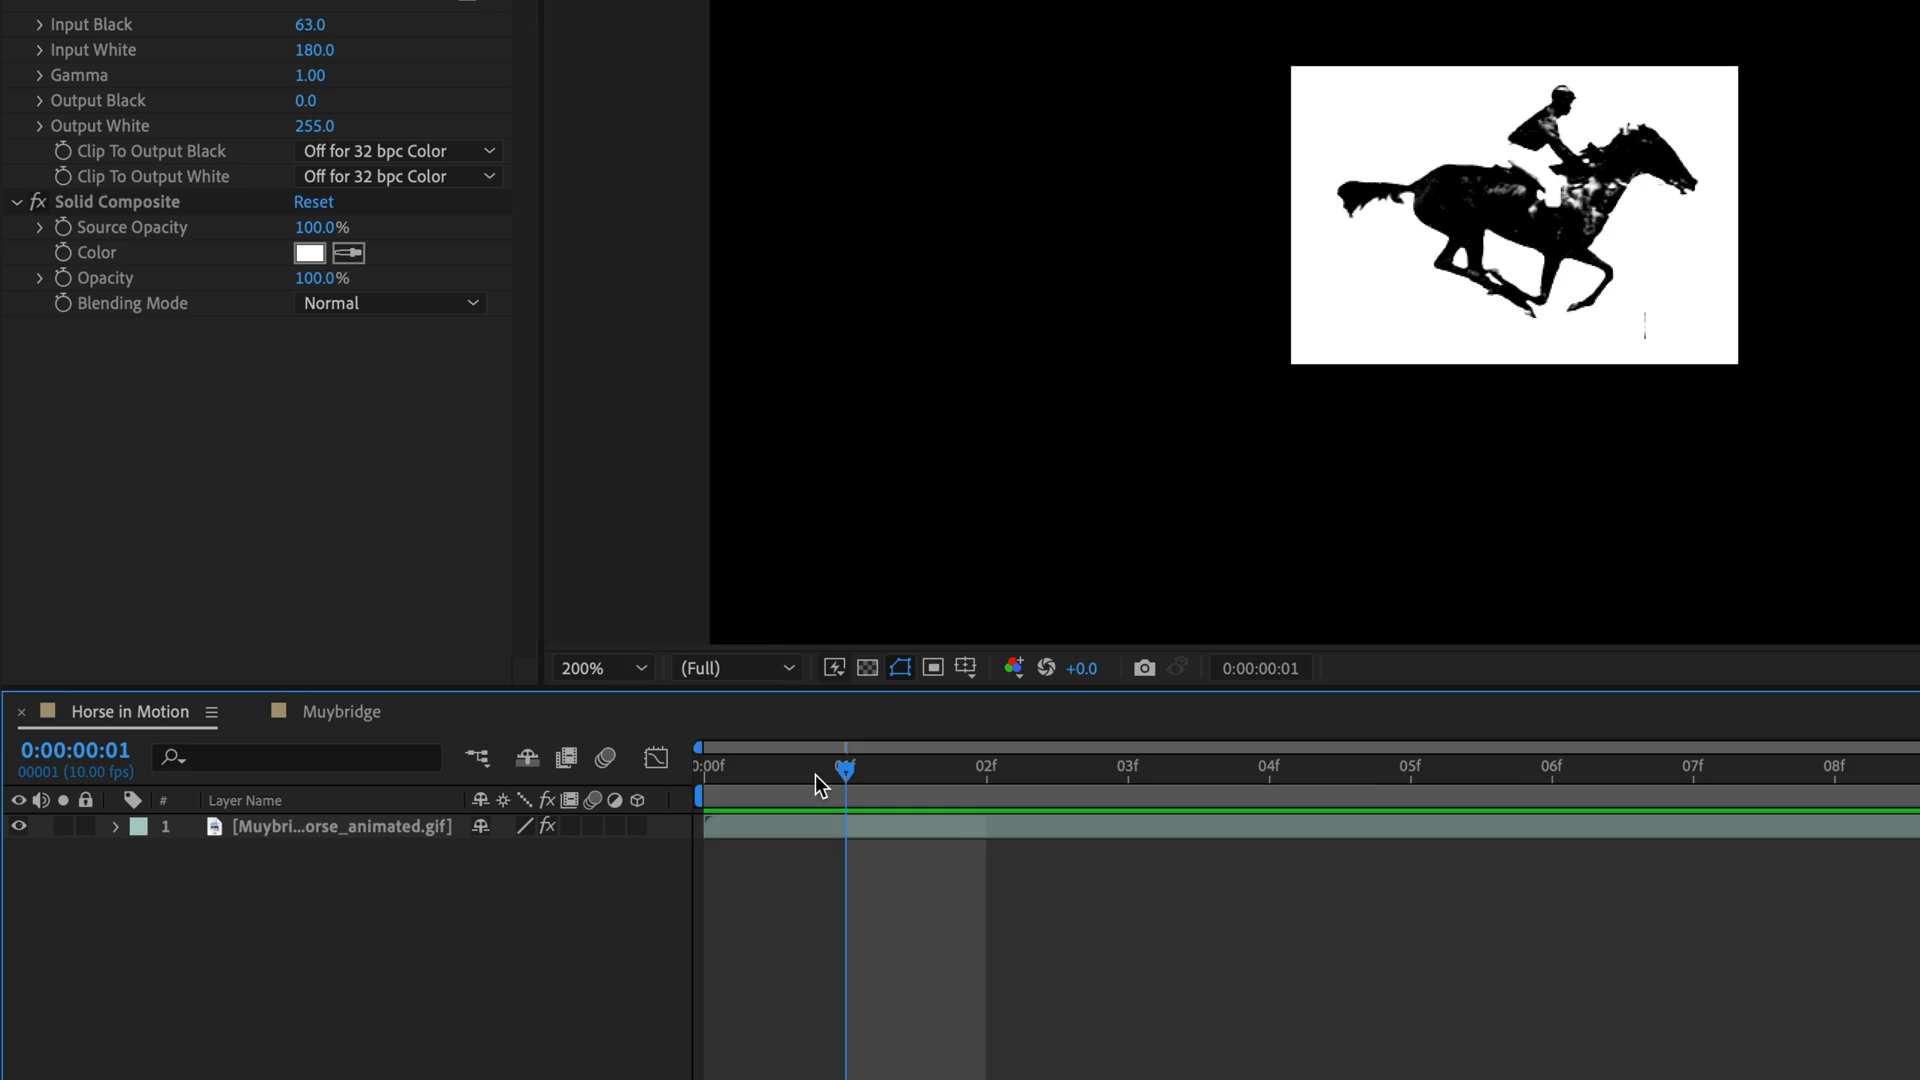 Input Black 63.0
Input White 180.0
Gamma 1.00
Output Black 0.0
Output White 255.0
Clip To Output Black Off for 32 bpc Color
Clip To Output White Off for 32 bpc Color
fx Solid Composite Reset
Source Opacity 100.0%
Color
Opacity 100.0%
Blending Mode Normal
200% (Full) +0.0 0:00:00:01
Horse in Motion Muybridge
0:00:00:01
00001 (10.00 fps)
0:00f 02f 03f 04f 05f 06f 07f 08f
# Layer Name fx
1 [Muybri...orse_animated.gif] fx